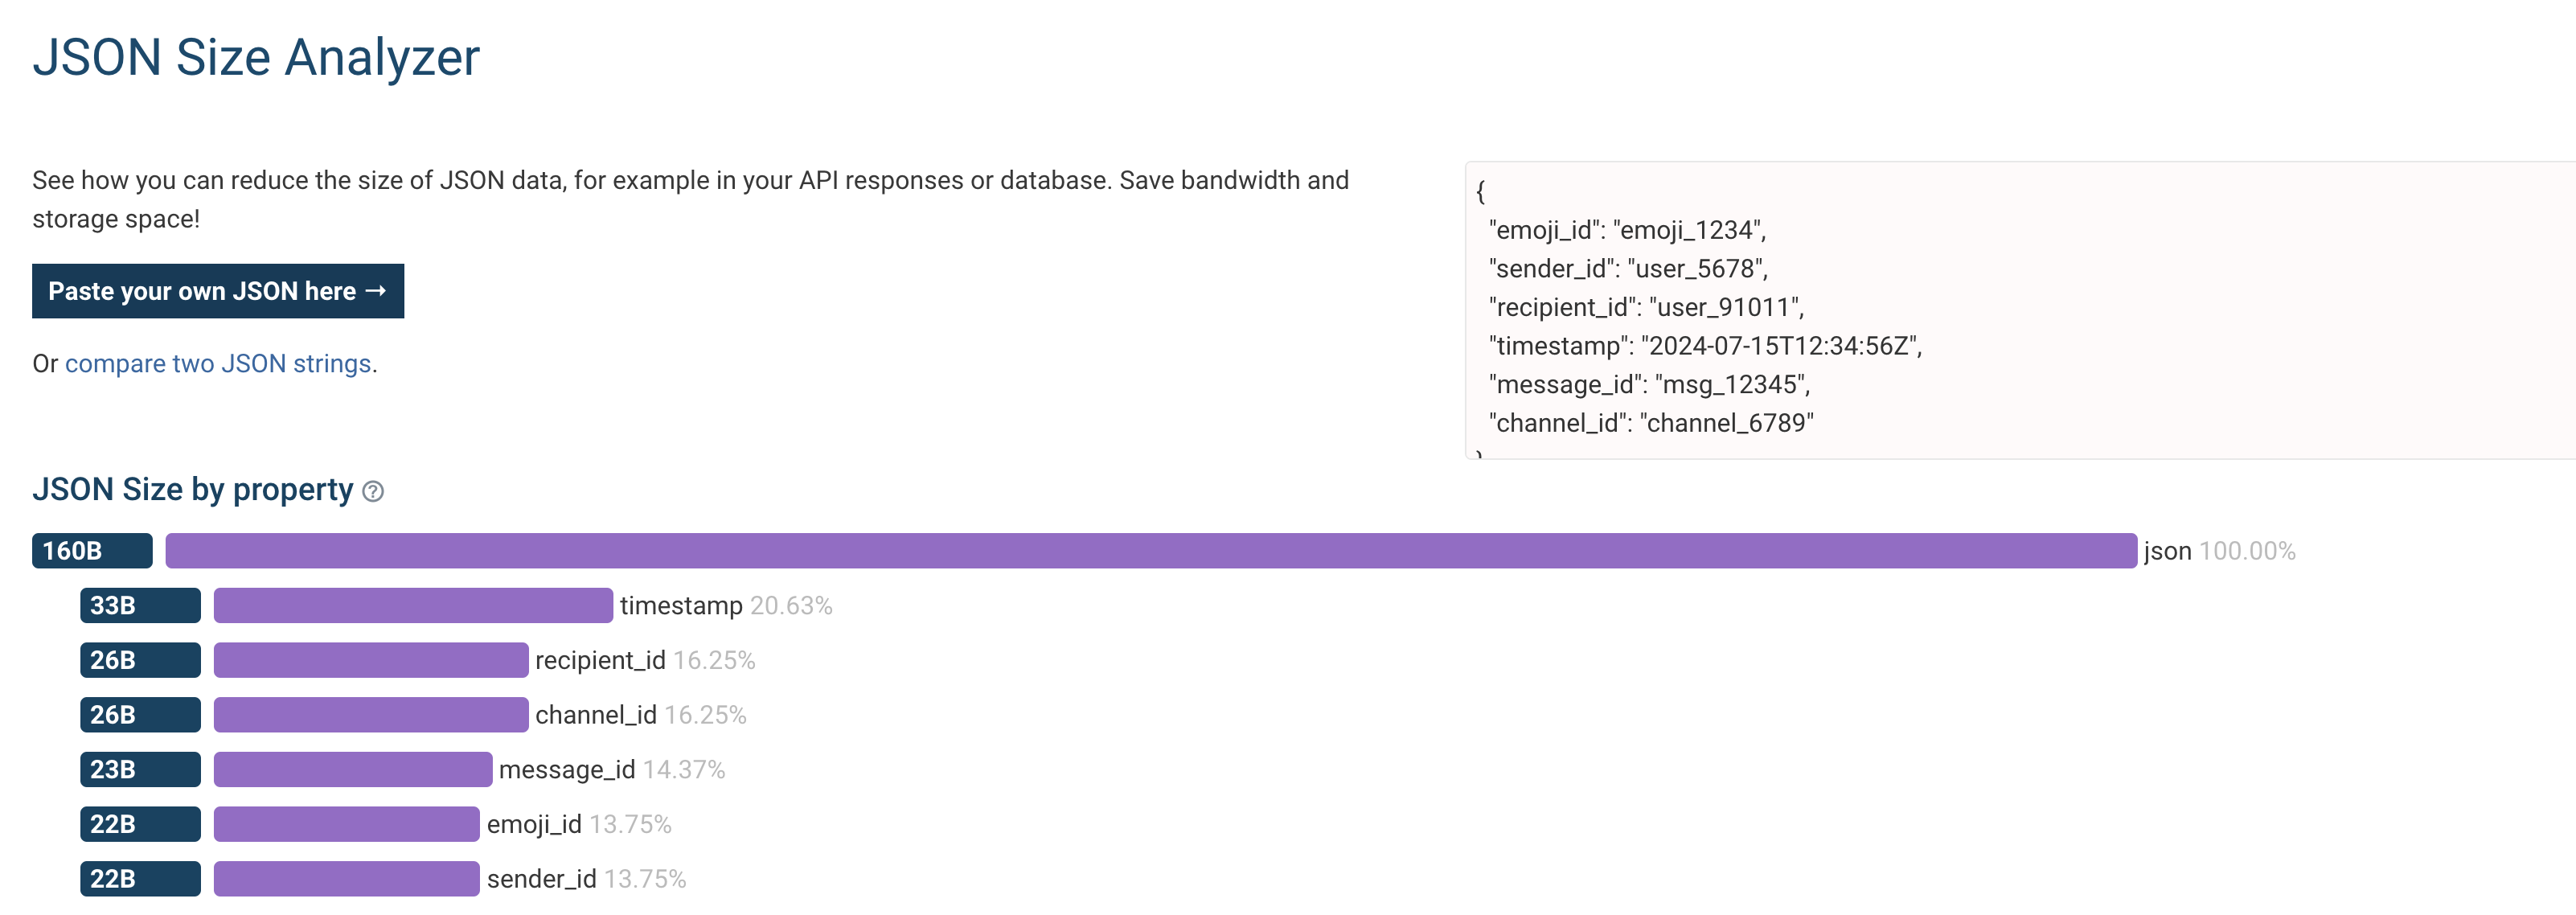 JSON Size Analyzer
See how you can reduce the size of JSON data, for example in your API responses or database. Save bandwidth and
storage space!
Paste your own JSON here →
Or compare two JSON strings.
{
"emoji_id": "emoji_1234",
"sender_id": "user_5678",
"recipient_id": "user_91011",
"timestamp": "2024-07-15T12:34:56Z",
"message_id": "msg_12345",
"channel_id": "channel_6789"
}
JSON Size by property ?
160B json 100.00%
33B timestamp 20.63%
26B recipient_id 16.25%
26B channel_id 16.25%
23B message_id 14.37%
22B emoji_id 13.75%
22B sender_id 13.75%